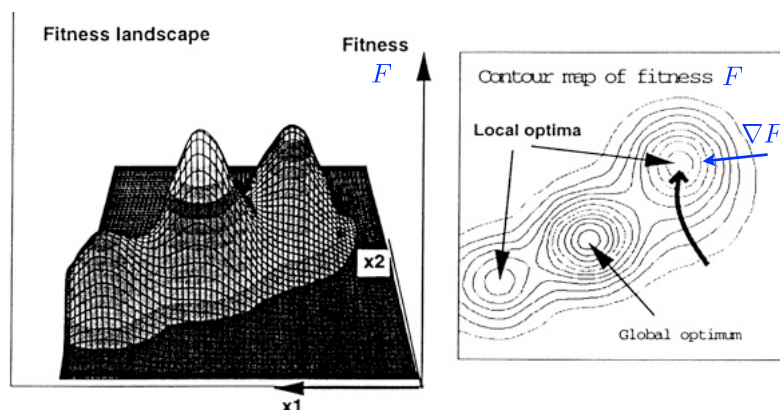 Fitness landscape
Fitness
F
x2
x1
Contour map of fitness F
Local optima
∇F
Global optimum